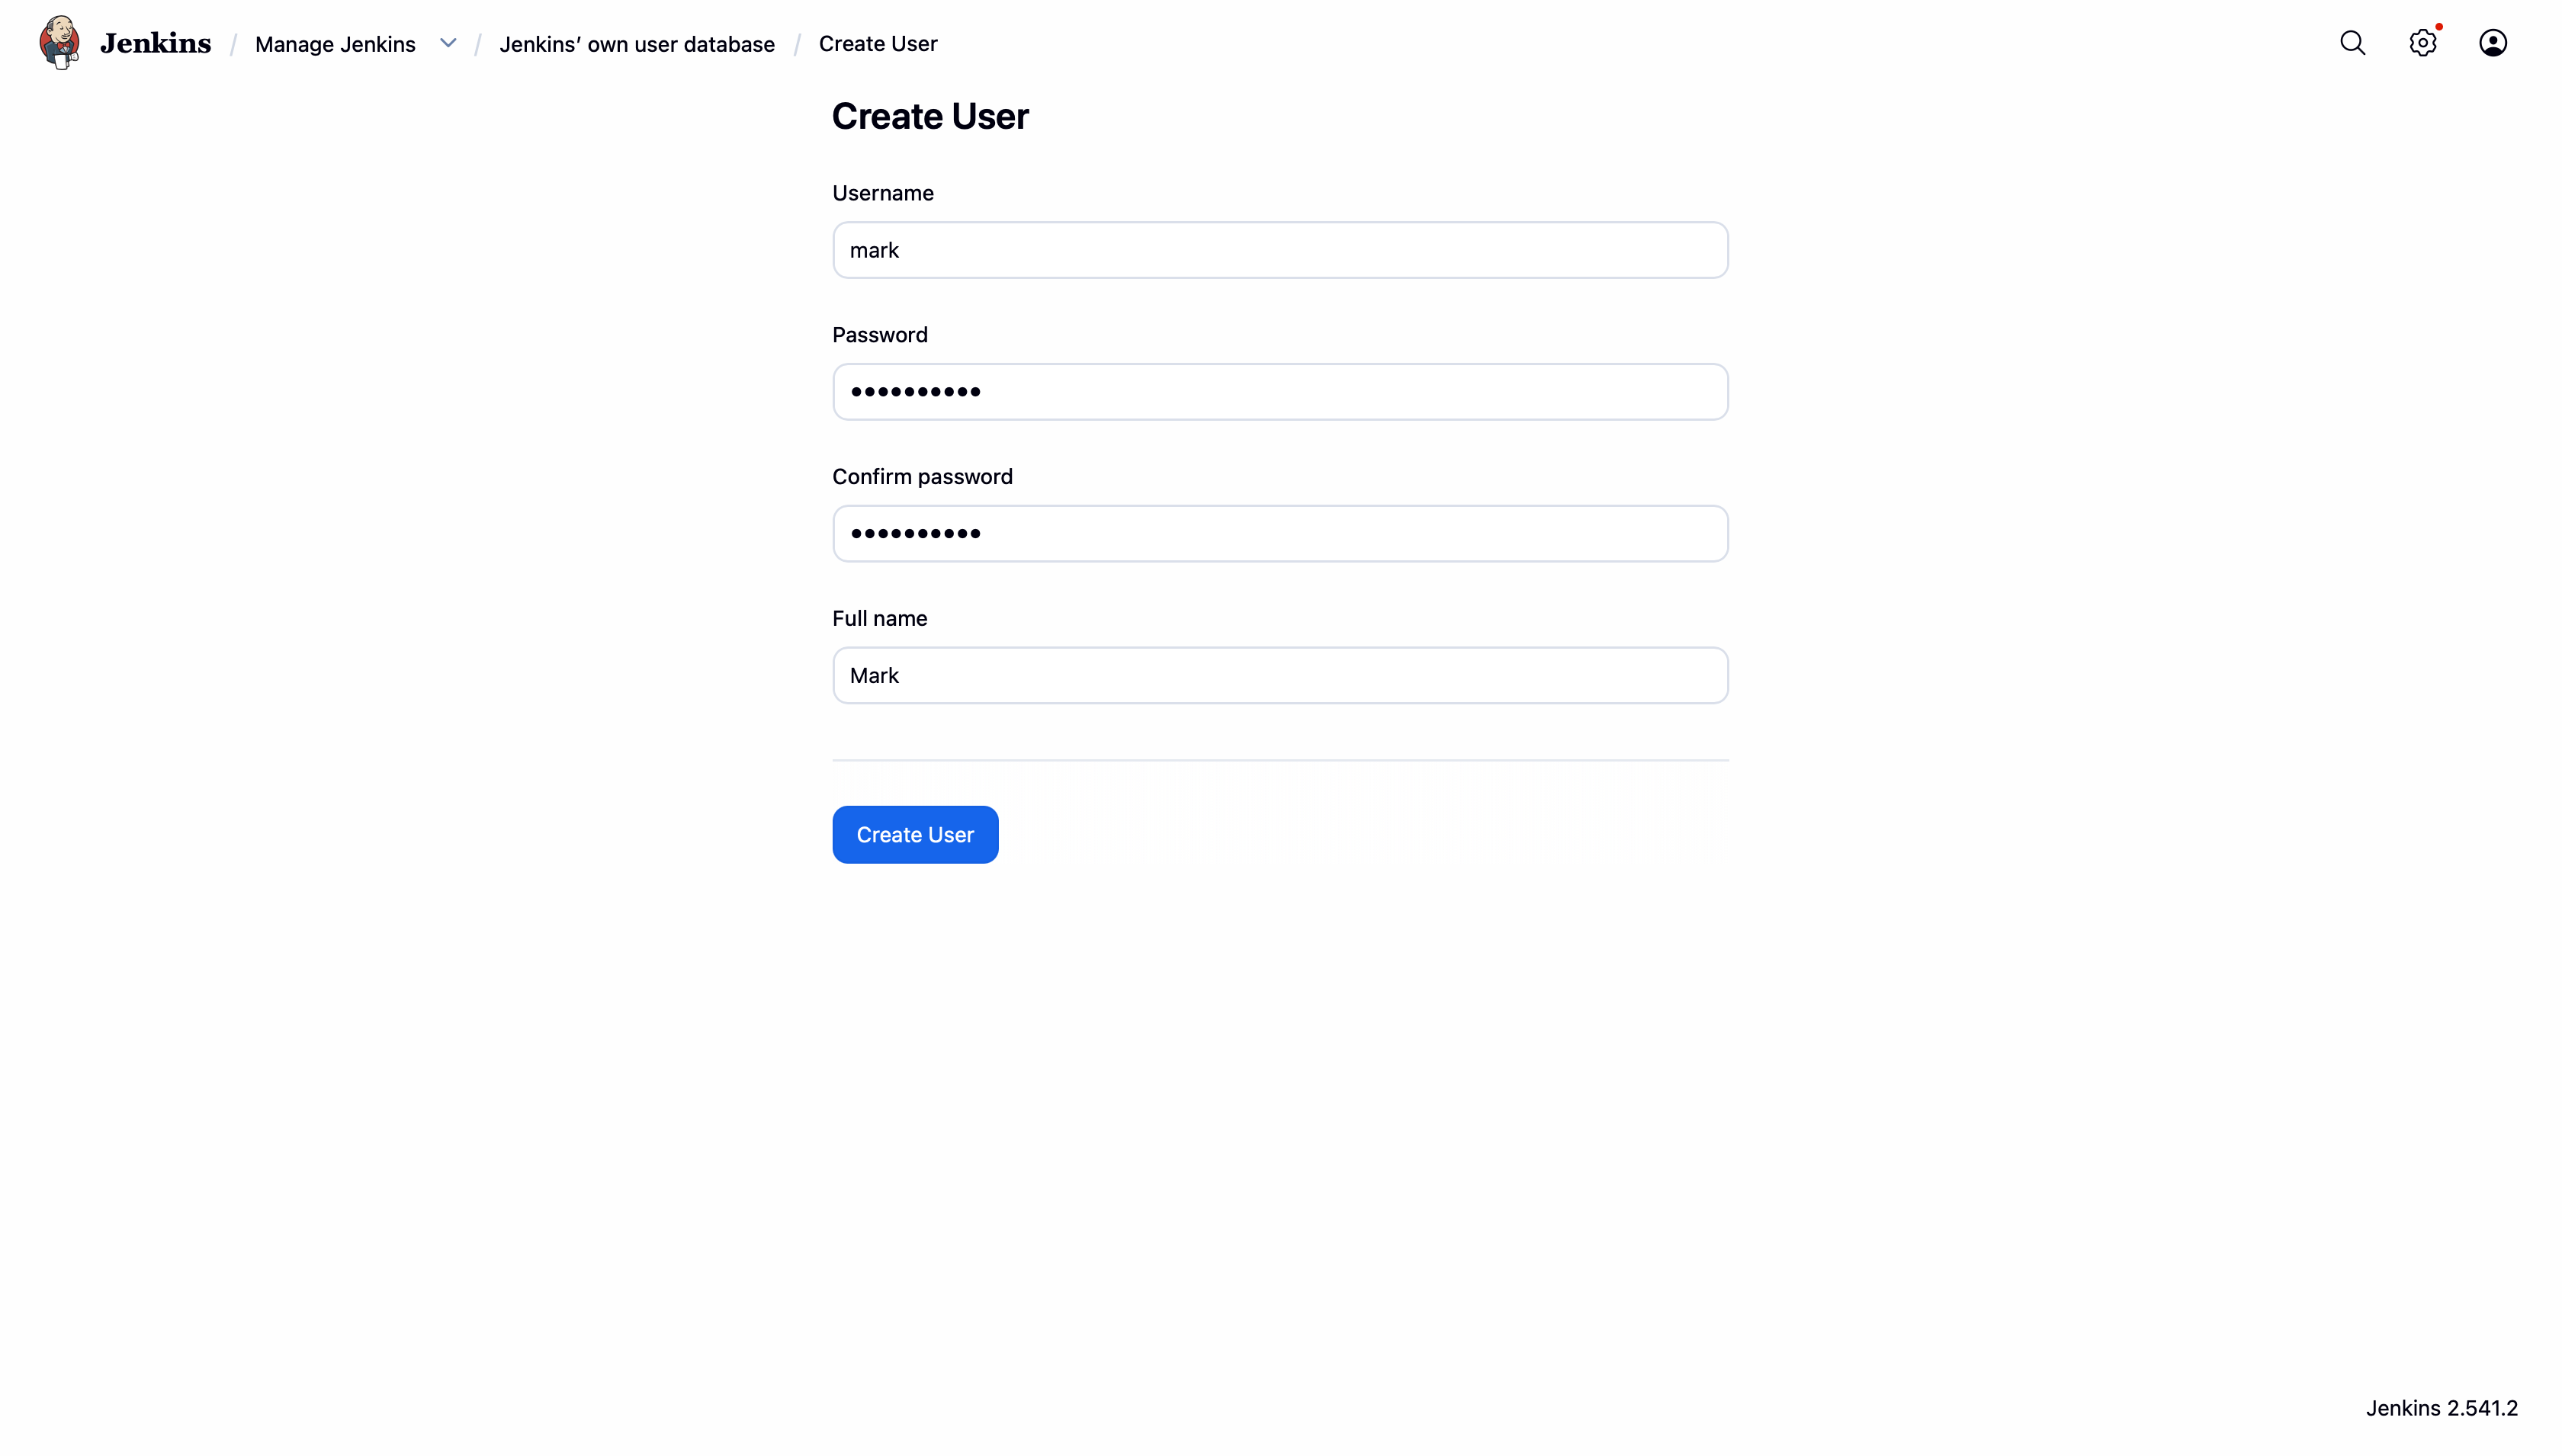 Jenkins / Manage Jenkins / Jenkins’ own user database / Create User
Create User
Username
mark
Password
••••••••••
Confirm password
••••••••••
Full name
Mark
Create User
Jenkins 2.541.2